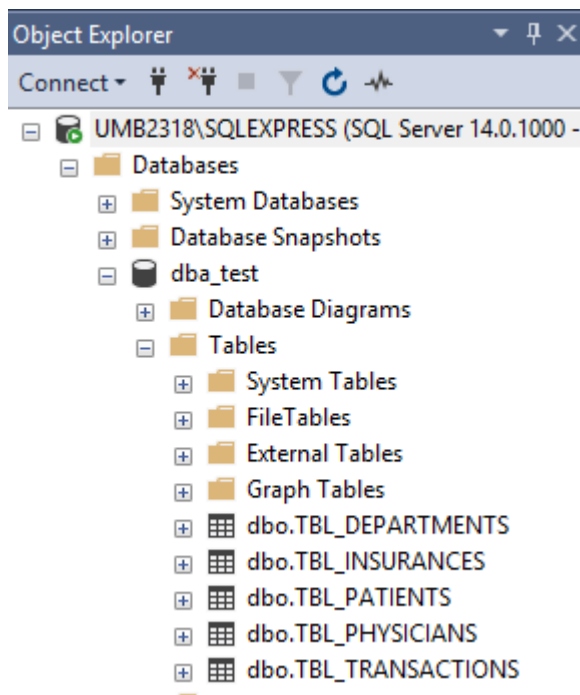 Object Explorer
Connect
UMB2318\SQLEXPRESS (SQL Server 14.0.1000 -
Databases
System Databases
Database Snapshots
dba_test
Database Diagrams
Tables
System Tables
FileTables
External Tables
Graph Tables
dbo.TBL_DEPARTMENTS
dbo.TBL_INSURANCES
dbo.TBL_PATIENTS
dbo.TBL_PHYSICIANS
dbo.TBL_TRANSACTIONS